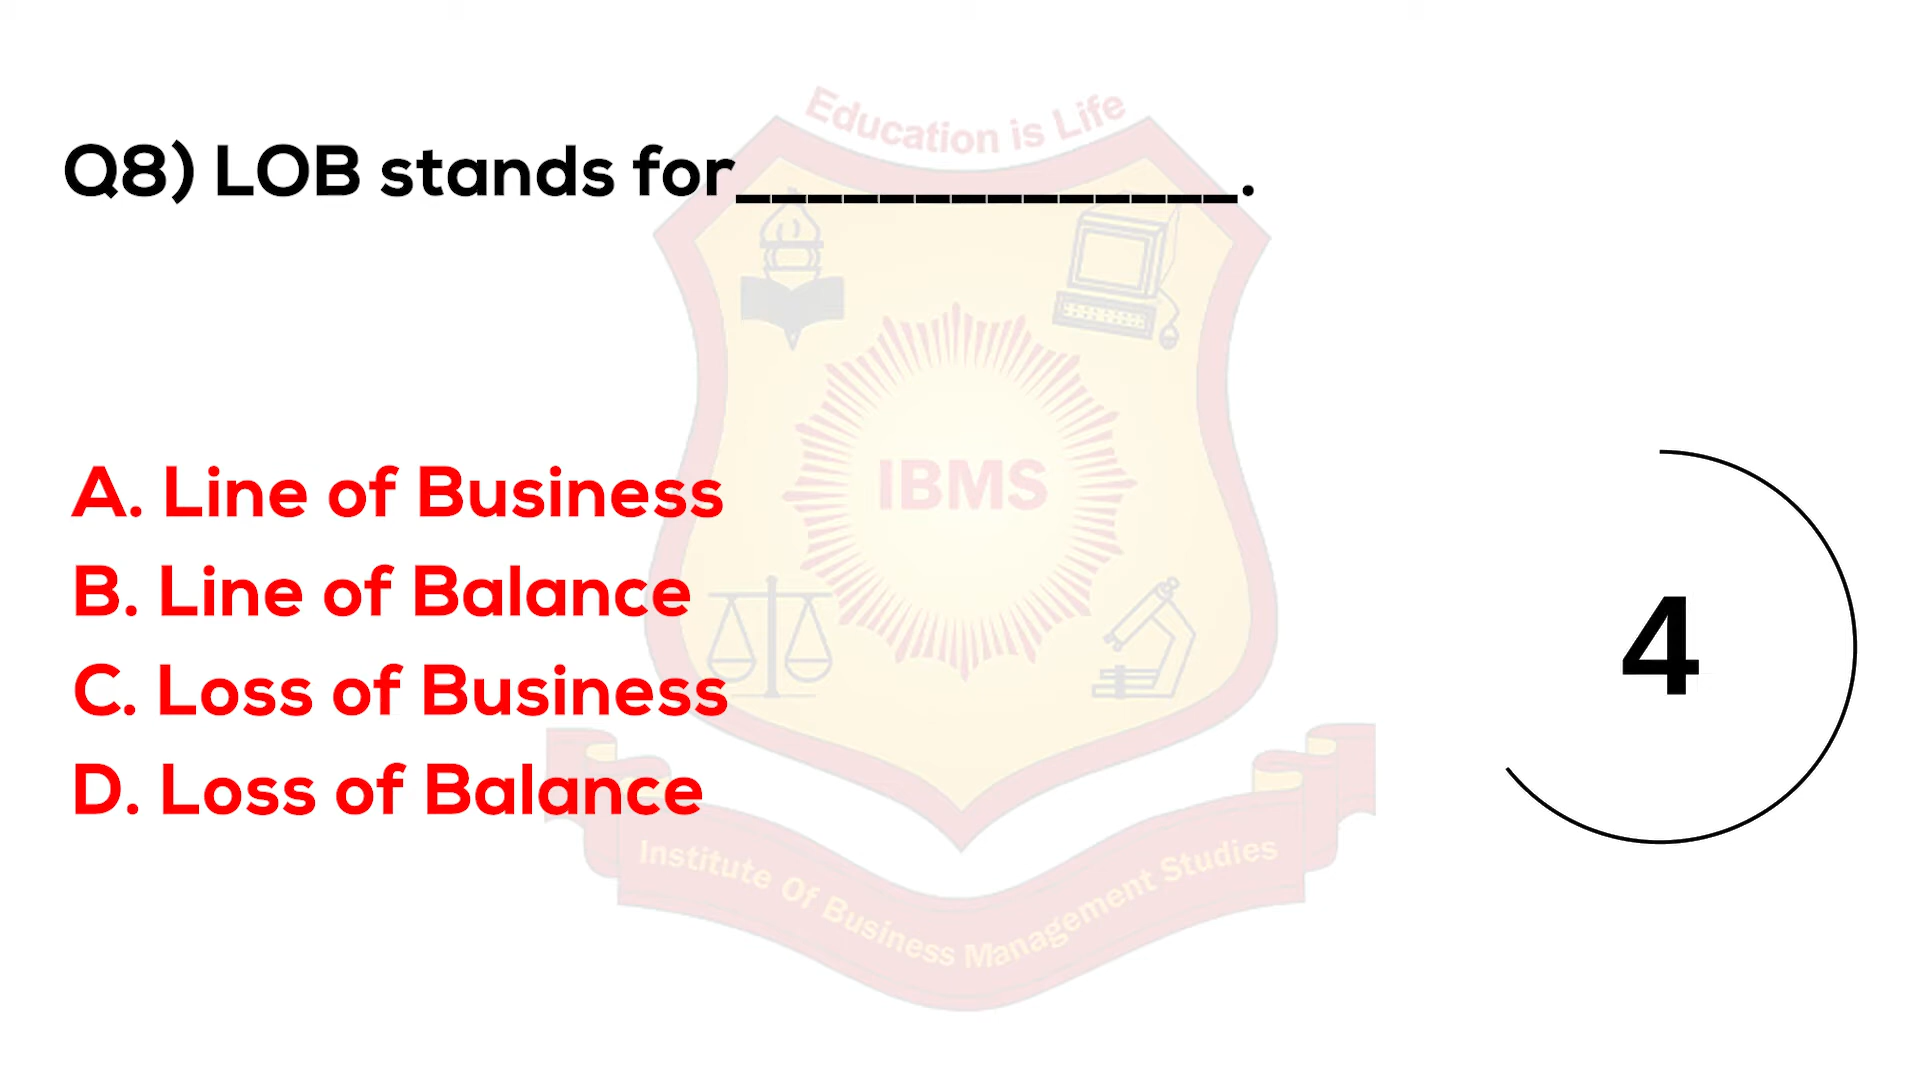 Education is Life
Q8) LOB stands for______________.
IBMS
A. Line of Business
B. Line of Balance
C. Loss of Business
D. Loss of Balance
4
Institute Of Business Management Studies